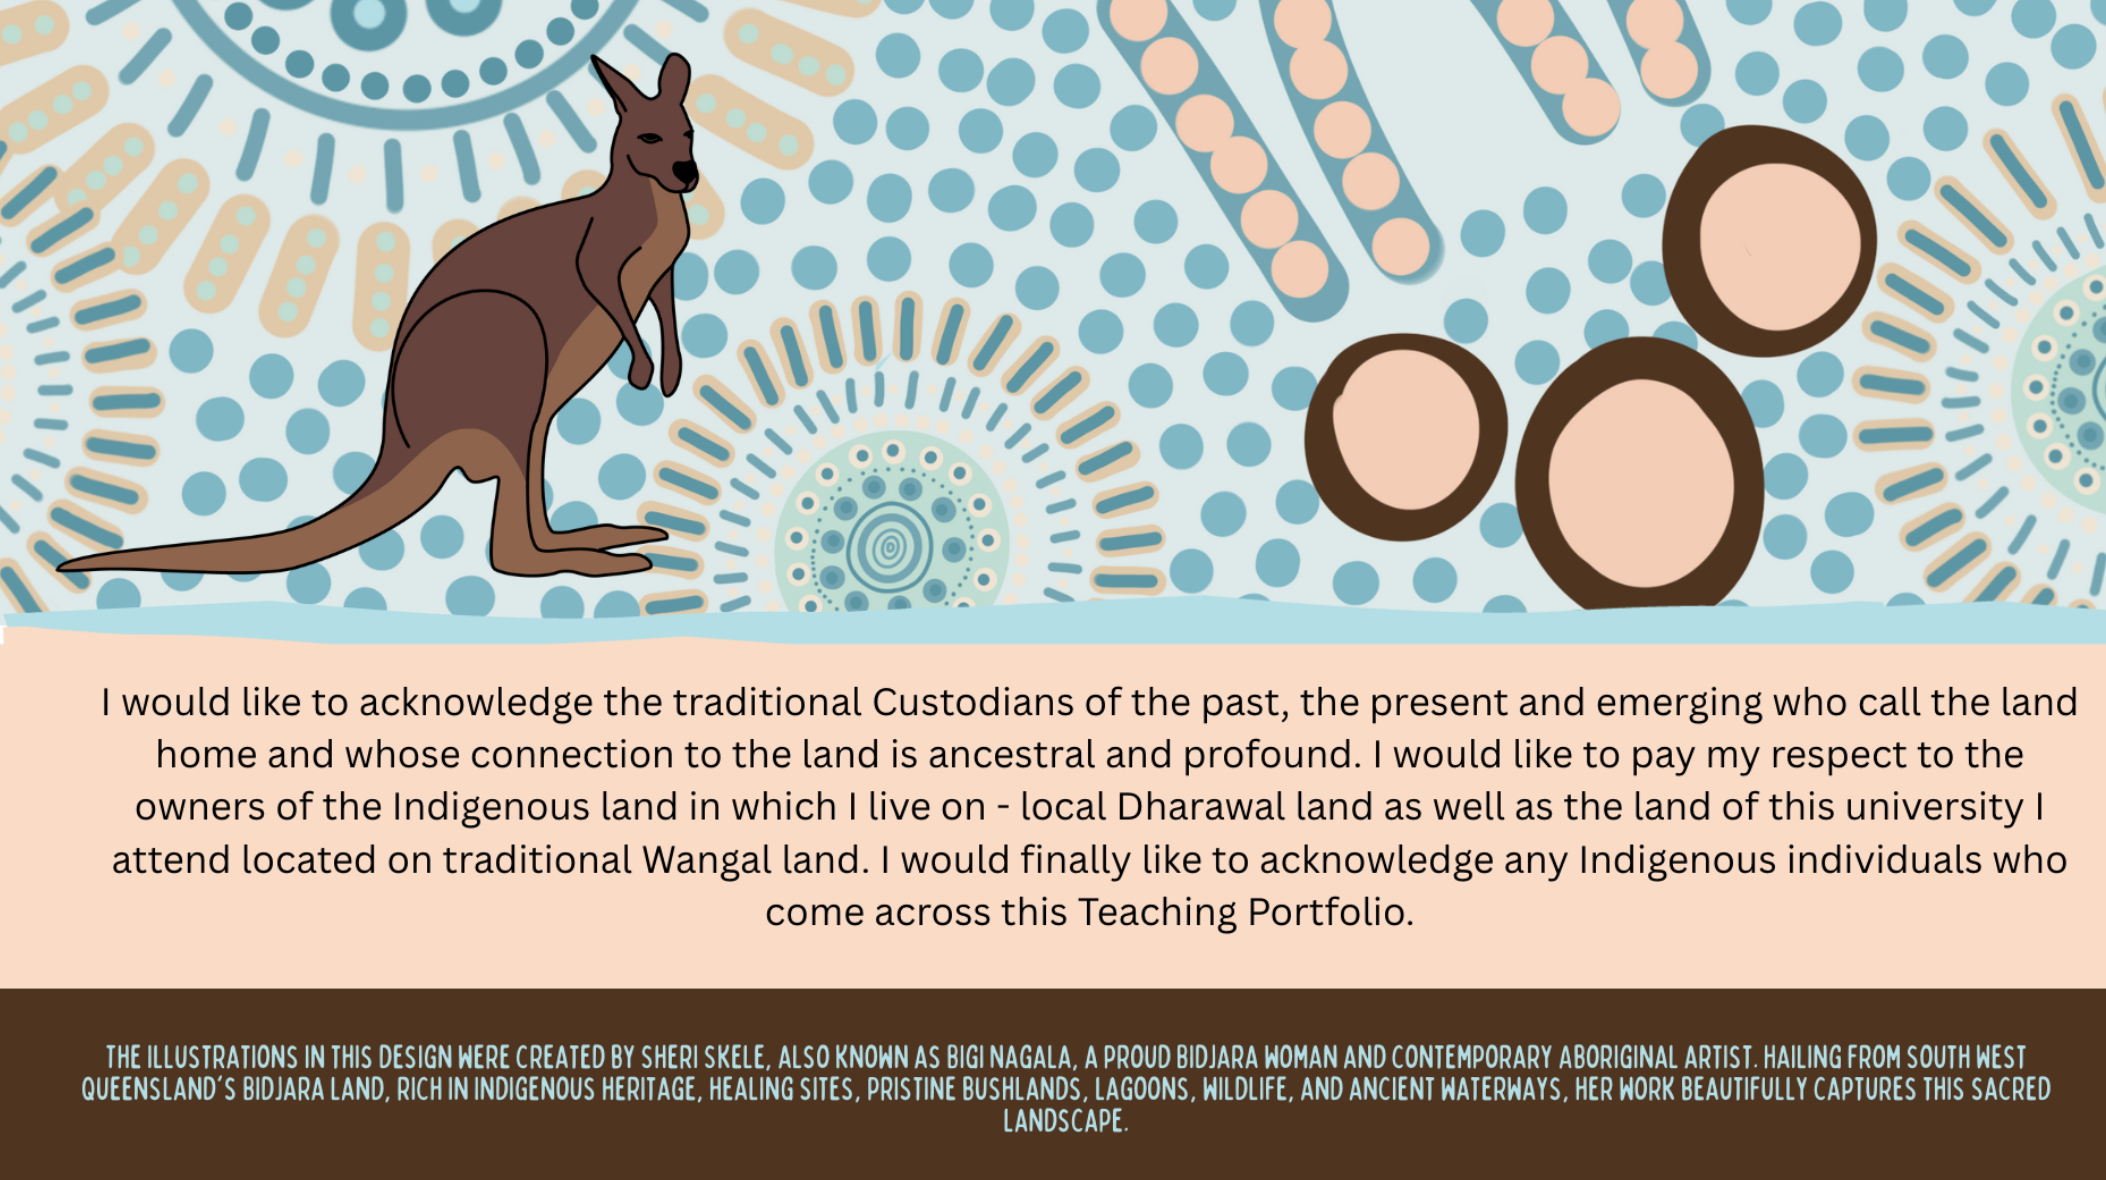 I would like to acknowledge the traditional Custodians of the past, the present and emerging who call the land
home and whose connection to the land is ancestral and profound. I would like to pay my respect to the
owners of the Indigenous land in which I live on - local Dharawal land as well as the land of this university I
attend located on traditional Wangal land. I would finally like to acknowledge any Indigenous individuals who
come across this Teaching Portfolio.
THE ILLUSTRATIONS IN THIS DESIGN WERE CREATED BY SHERI SKELE, ALSO KNOWN AS BIGI NAGALA, A PROUD BIDJARA WOMAN AND CONTEMPORARY ABORIGINAL ARTIST. HAILING FROM SOUTH WEST
QUEENSLAND'S BIDJARA LAND, RICH IN INDIGENOUS HERITAGE, HEALING SITES, PRISTINE BUSHLANDS, LAGOONS, WILDLIFE, AND ANCIENT WATERWAYS, HER WORK BEAUTIFULLY CAPTURES THIS SACRED
LANDSCAPE.